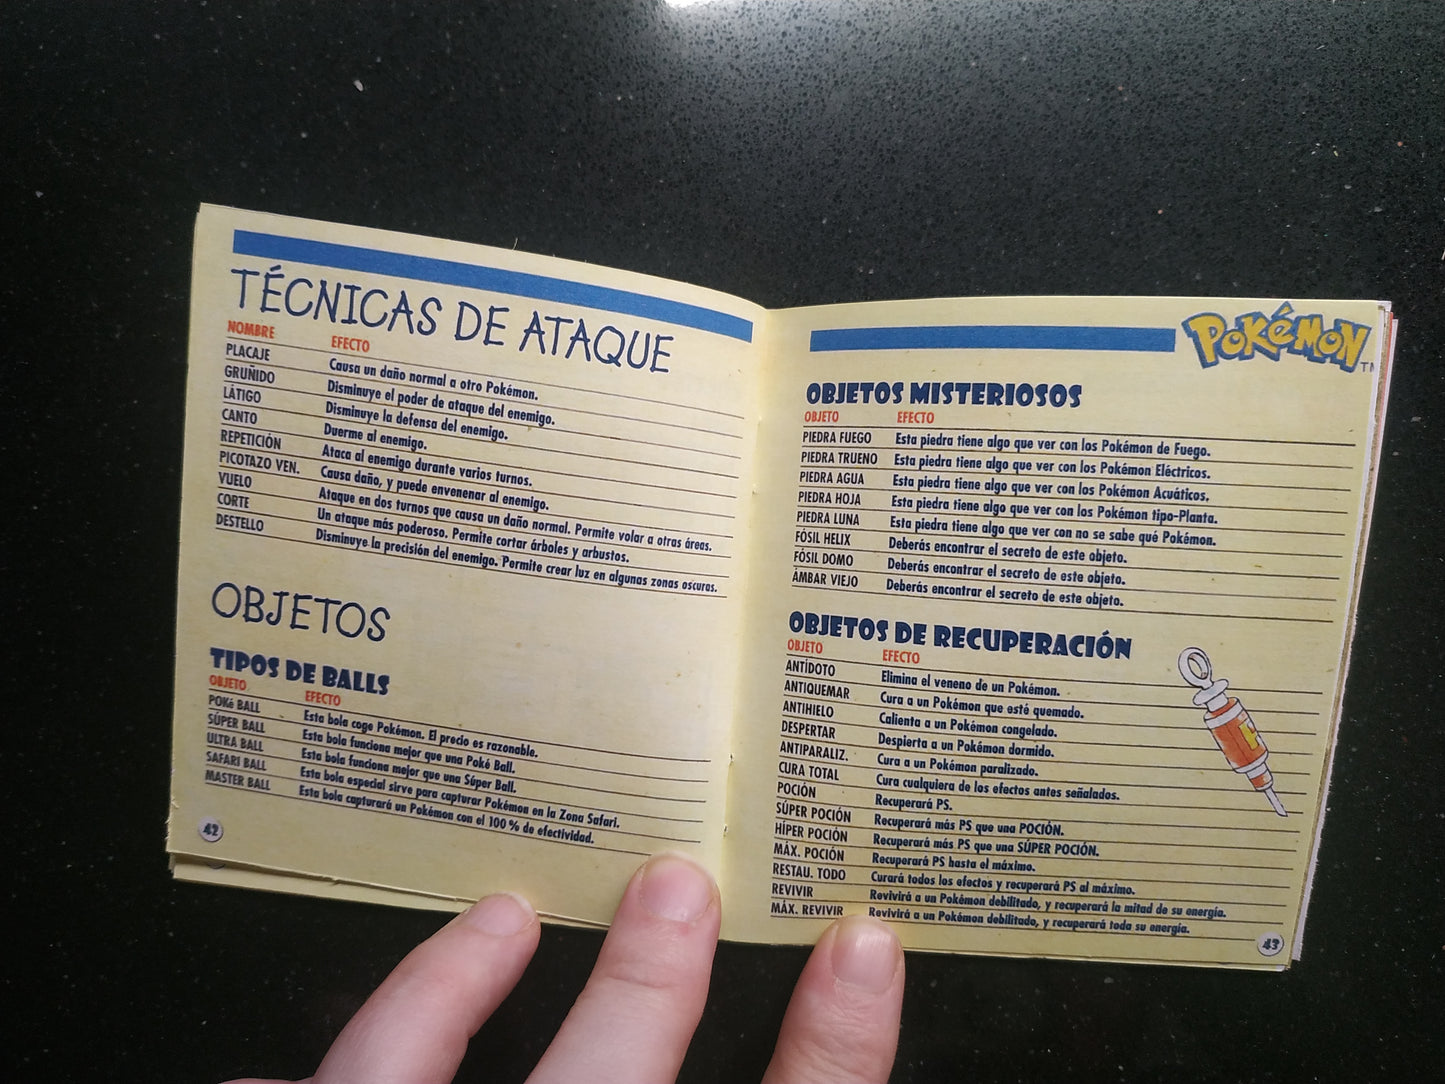 TÉCNICAS DE ATAQUE
NOMBRE EFECTO
PLACAJE Causa un daño normal a otro Pokémon.
GRUÑIDO Disminuye el poder de ataque del enemigo.
LÁTIGO Disminuye la defensa del enemigo.
CANTO Duerme al enemigo.
REPETICIÓN Ataca al enemigo durante varios turnos.
PICOTAZO VEN. Causa daño, y puede envenenar al enemigo.
VUELO Ataque en dos turnos que causa un daño normal. Permite volar a otras áreas.
CORTE Un ataque más poderoso. Permite cortar árboles y arbustos.
DESTELLO Disminuye la precisión del enemigo. Permite crear luz en algunas zonas oscuras.
OBJETOS
TIPOS DE BALLS
OBJETO EFECTO
POKé BALL Esta bola coge Pokémon. El precio es razonable.
SÚPER BALL Esta bola funciona mejor que una Poké Ball.
ULTRA BALL Esta bola funciona mejor que una Súper Ball.
SAFARI BALL Esta bola especial sirve para capturar Pokémon en la Zona Safari.
MASTER BALL Esta bola capturará un Pokémon con el 100 % de efectividad.
42
POKéMON
TM
OBJETOS MISTERIOSOS
OBJETO EFECTO
PIEDRA FUEGO Esta piedra tiene algo que ver con los Pokémon de Fuego.
PIEDRA TRUENO Esta piedra tiene algo que ver con los Pokémon Eléctricos.
PIEDRA AGUA Esta piedra tiene algo que ver con los Pokémon Acuáticos.
PIEDRA HOJA Esta piedra tiene algo que ver con los Pokémon tipo-Planta.
PIEDRA LUNA Esta piedra tiene algo que ver con no se sabe qué Pokémon.
FÓSIL HELIX Deberás encontrar el secreto de este objeto.
FÓSIL DOMO Deberás encontrar el secreto de este objeto.
ÁMBAR VIEJO Deberás encontrar el secreto de este objeto.
OBJETOS DE RECUPERACIÓN
OBJETO EFECTO
ANTÍDOTO Elimina el veneno de un Pokémon.
ANTIQUEMAR Cura a un Pokémon que esté quemado.
ANTIHIELO Calienta a un Pokémon congelado.
DESPERTAR Despierta a un Pokémon dormido.
ANTIPARALIZ. Cura a un Pokémon paralizado.
CURA TOTAL Cura cualquiera de los efectos antes señalados.
POCIÓN Recuperará PS.
SÚPER POCIÓN Recuperará más PS que una POCIÓN.
HÍPER POCIÓN Recuperará más PS que una SÚPER POCIÓN.
MÁX. POCIÓN Recuperará PS hasta el máximo.
RESTAU. TODO Curará todos los efectos y recuperará PS al máximo.
REVIVIR Revivirá a un Pokémon debilitado, y recuperará la mitad de su energía.
MÁX. REVIVIR Revivirá a un Pokémon debilitado, y recuperará toda su energía.
43